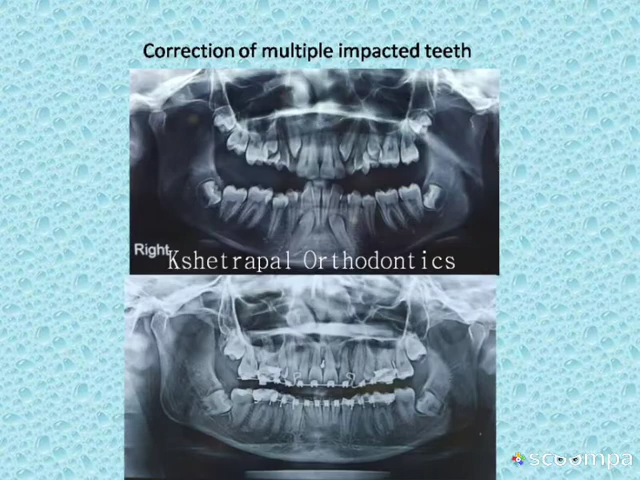 Correction of multiple impacted teeth
Right
Kshetrapal Orthodontics
scoompa